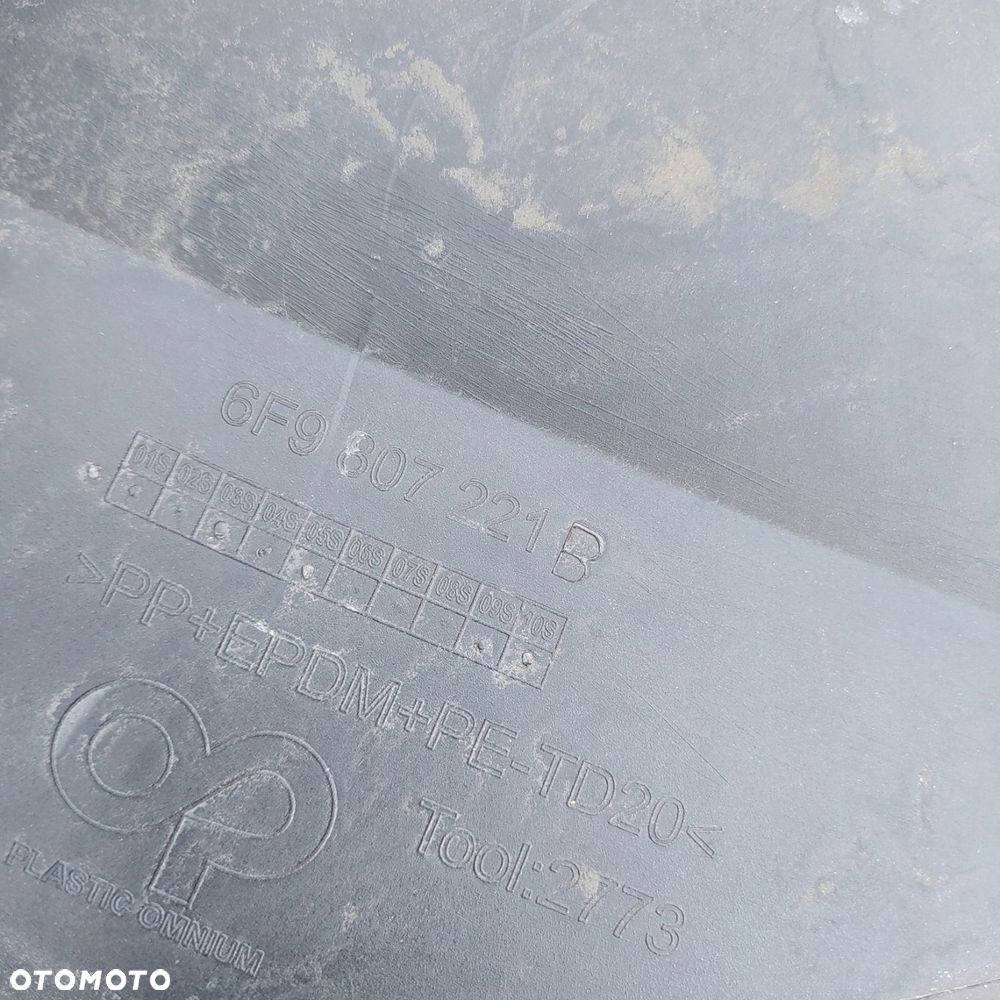 6F9 807 221 B
01S 02S 03S 04S 05S 06S 07S 08S 09S 10S
>PP+EPDM+PE-TD20<
Tool:2773
PLASTIC OMNIUM
OTOMOTO